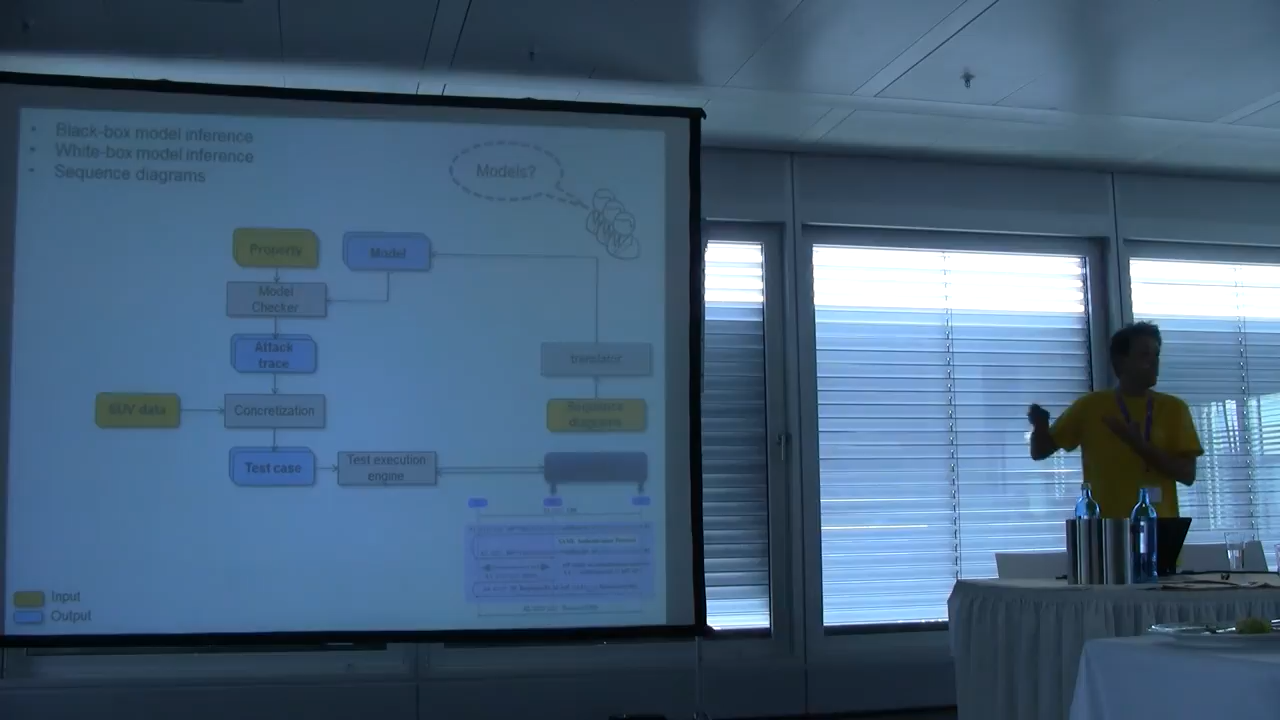 Black-box model inference
White-box model inference
Sequence diagrams
Models?
Property
Model
Model
Checker
Attack
trace
translator
SUV data
Concretization
Sequence
diagrams
Test case
Test execution
engine
Input
Output